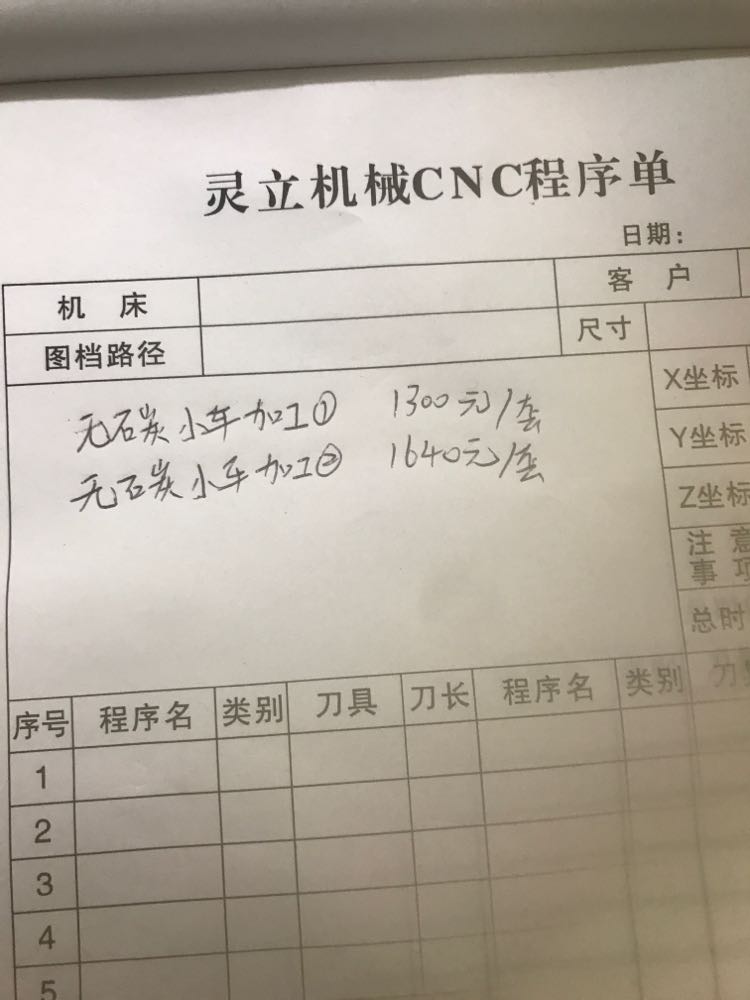 灵立机械CNC程序单
日期:
机 床
客 户
图档路径
尺寸
无石炭小车加工① 1300元/套
无石炭小车加工② 1640元/套
X坐标
Y坐标
Z坐标
注 意
事 项
总时
序号 程序名 类别 刀具 刀长 程序名 类别 刀
1
2
3
4
5